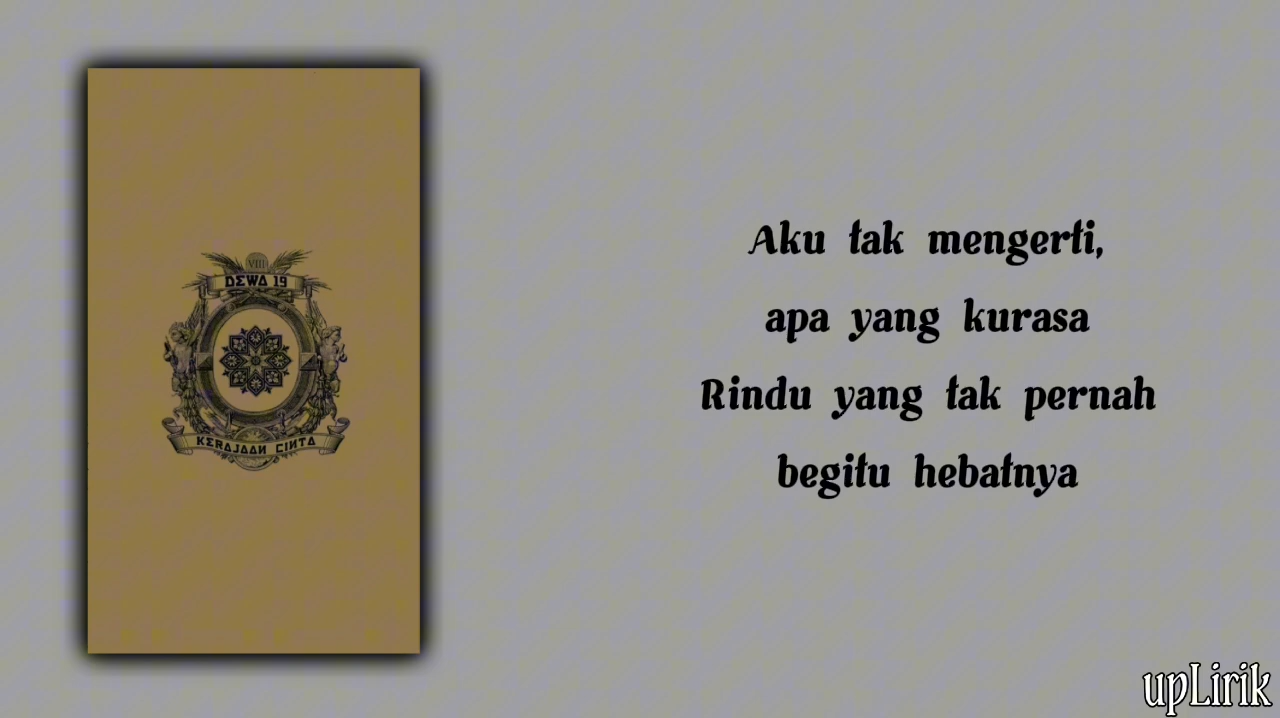 VIII
DEWA 19
KERAJAAN CINTA
Aku tak mengerti,
apa yang kurasa
Rindu yang tak pernah
begitu hebatnya
upLirik